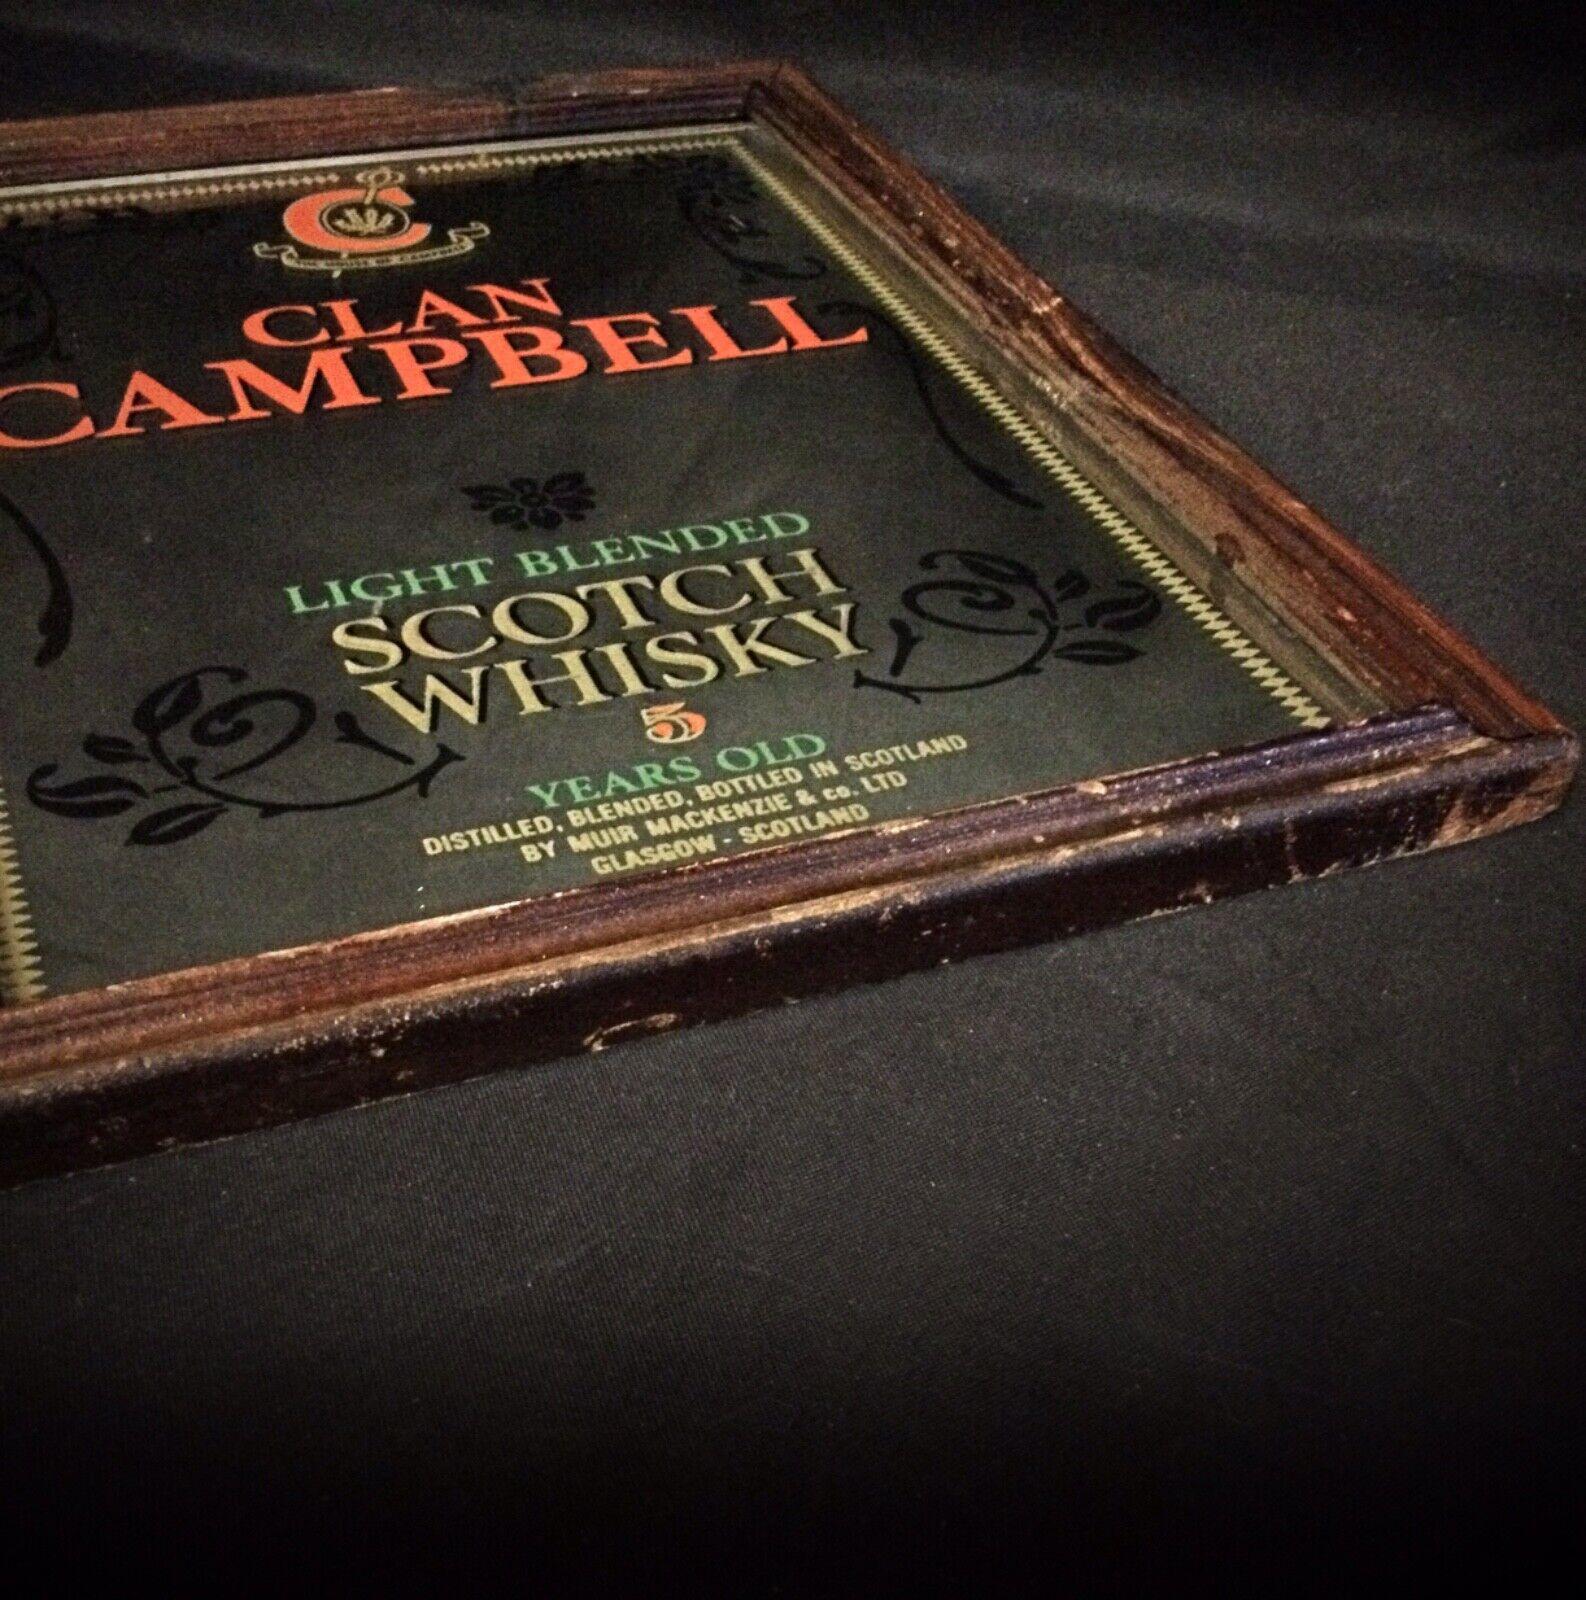 CLAN
CAMPBELL
LIGHT BLENDED
SCOTCH
WHISKY
5
YEARS OLD
DISTILLED, BLENDED, BOTTLED IN SCOTLAND
BY MUIR MACKENZIE & co. LTD
GLASGOW - SCOTLAND